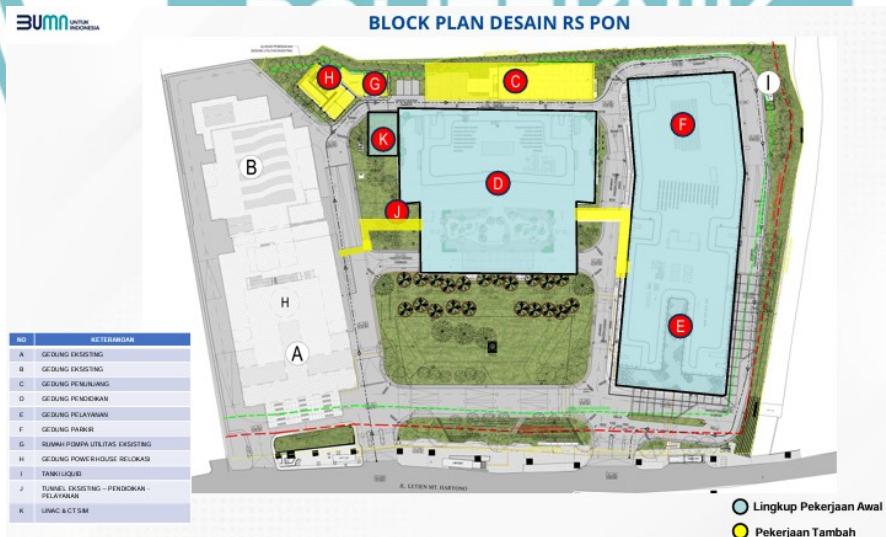 BUMN UNTUK INDONESIA
BLOCK PLAN DESAIN RS PON
H
G
C
I
F
K
B
D
J
H
A
E
NO KETERANGAN
A GEDUNG EKSISTING
B GEDUNG EKSISTING
C GEDUNG PENUNJANG
D GEDUNG PENDIDIKAN
E GEDUNG PELAYANAN
F GEDUNG PARKIR
G RUMAH POMPA UTILITAS EKSISTING
H GEDUNG POWERHOUSE RELOKASI
I TANKI LIQUID
J TUNNEL EKSISTING – PENDIDIKAN -
PELAYANAN
K LINAC & CT SIM
JL. LETJEN MT. HARYONO
Lingkup Pekerjaan Awal
Pekerjaan Tambah